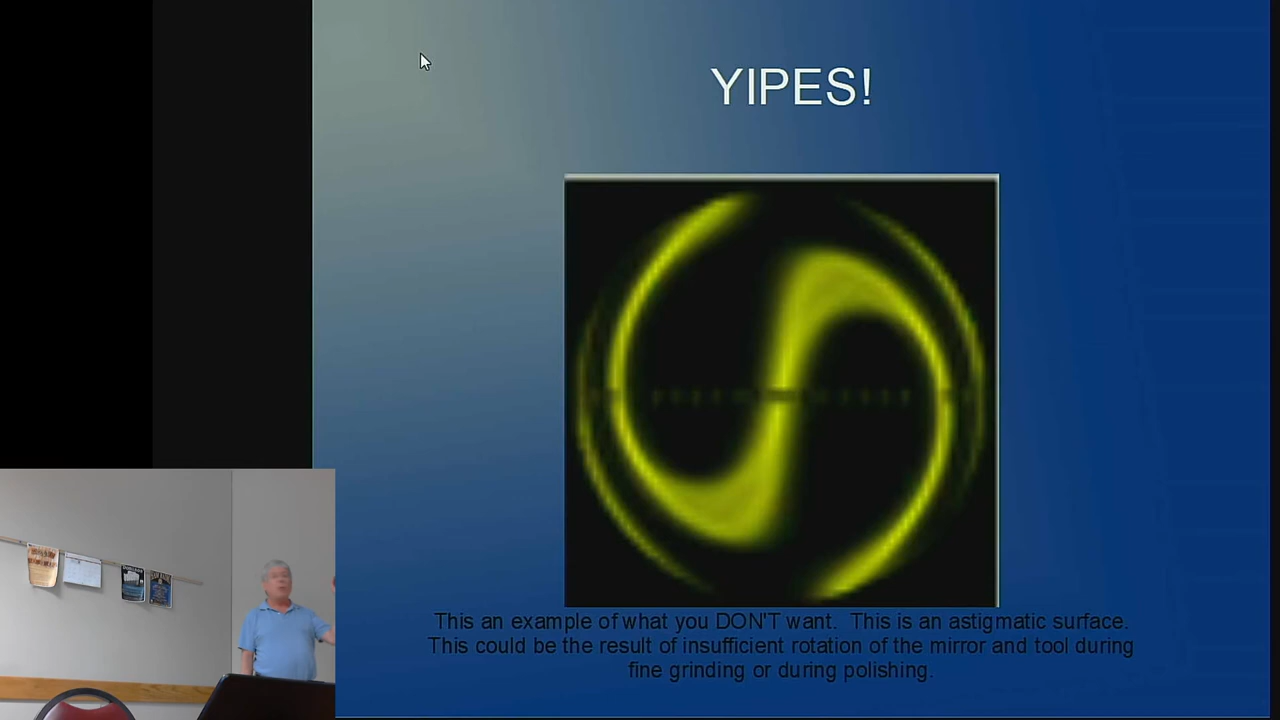 YIPES!
This an example of what you DON'T want. This is an astigmatic surface.
This could be the result of insufficient rotation of the mirror and tool during
fine grinding or during polishing.